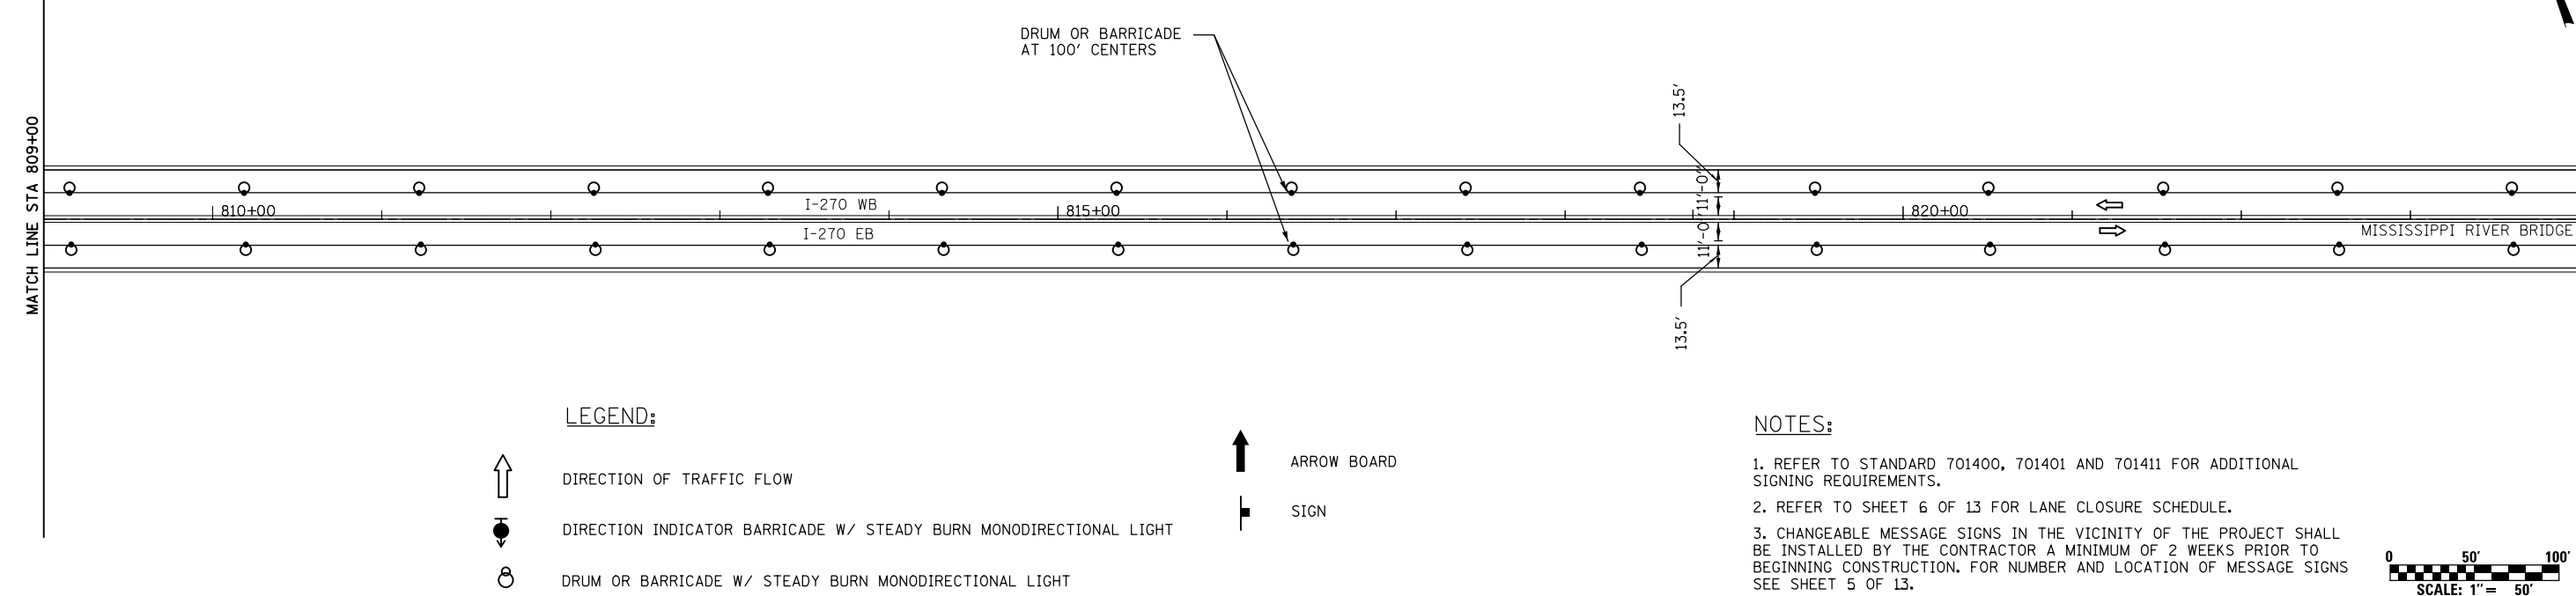 DRUM OR BARRICADE
AT 100' CENTERS
13.5'
MATCH LINE STA 809+00
11'-0"
I-270 WB
810+00
815+00
820+00
I-270 EB
11'-0"
MISSISSIPPI RIVER BRIDGE
13.5'
LEGEND:
DIRECTION OF TRAFFIC FLOW
DIRECTION INDICATOR BARRICADE W/ STEADY BURN MONODIRECTIONAL LIGHT
DRUM OR BARRICADE W/ STEADY BURN MONODIRECTIONAL LIGHT
ARROW BOARD
SIGN
NOTES:
1. REFER TO STANDARD 701400, 701401 AND 701411 FOR ADDITIONAL
SIGNING REQUIREMENTS.
2. REFER TO SHEET 6 OF 13 FOR LANE CLOSURE SCHEDULE.
3. CHANGEABLE MESSAGE SIGNS IN THE VICINITY OF THE PROJECT SHALL
BE INSTALLED BY THE CONTRACTOR A MINIMUM OF 2 WEEKS PRIOR TO
BEGINNING CONSTRUCTION. FOR NUMBER AND LOCATION OF MESSAGE SIGNS
SEE SHEET 5 OF 13.
0 50' 100'
SCALE: 1"= 50'